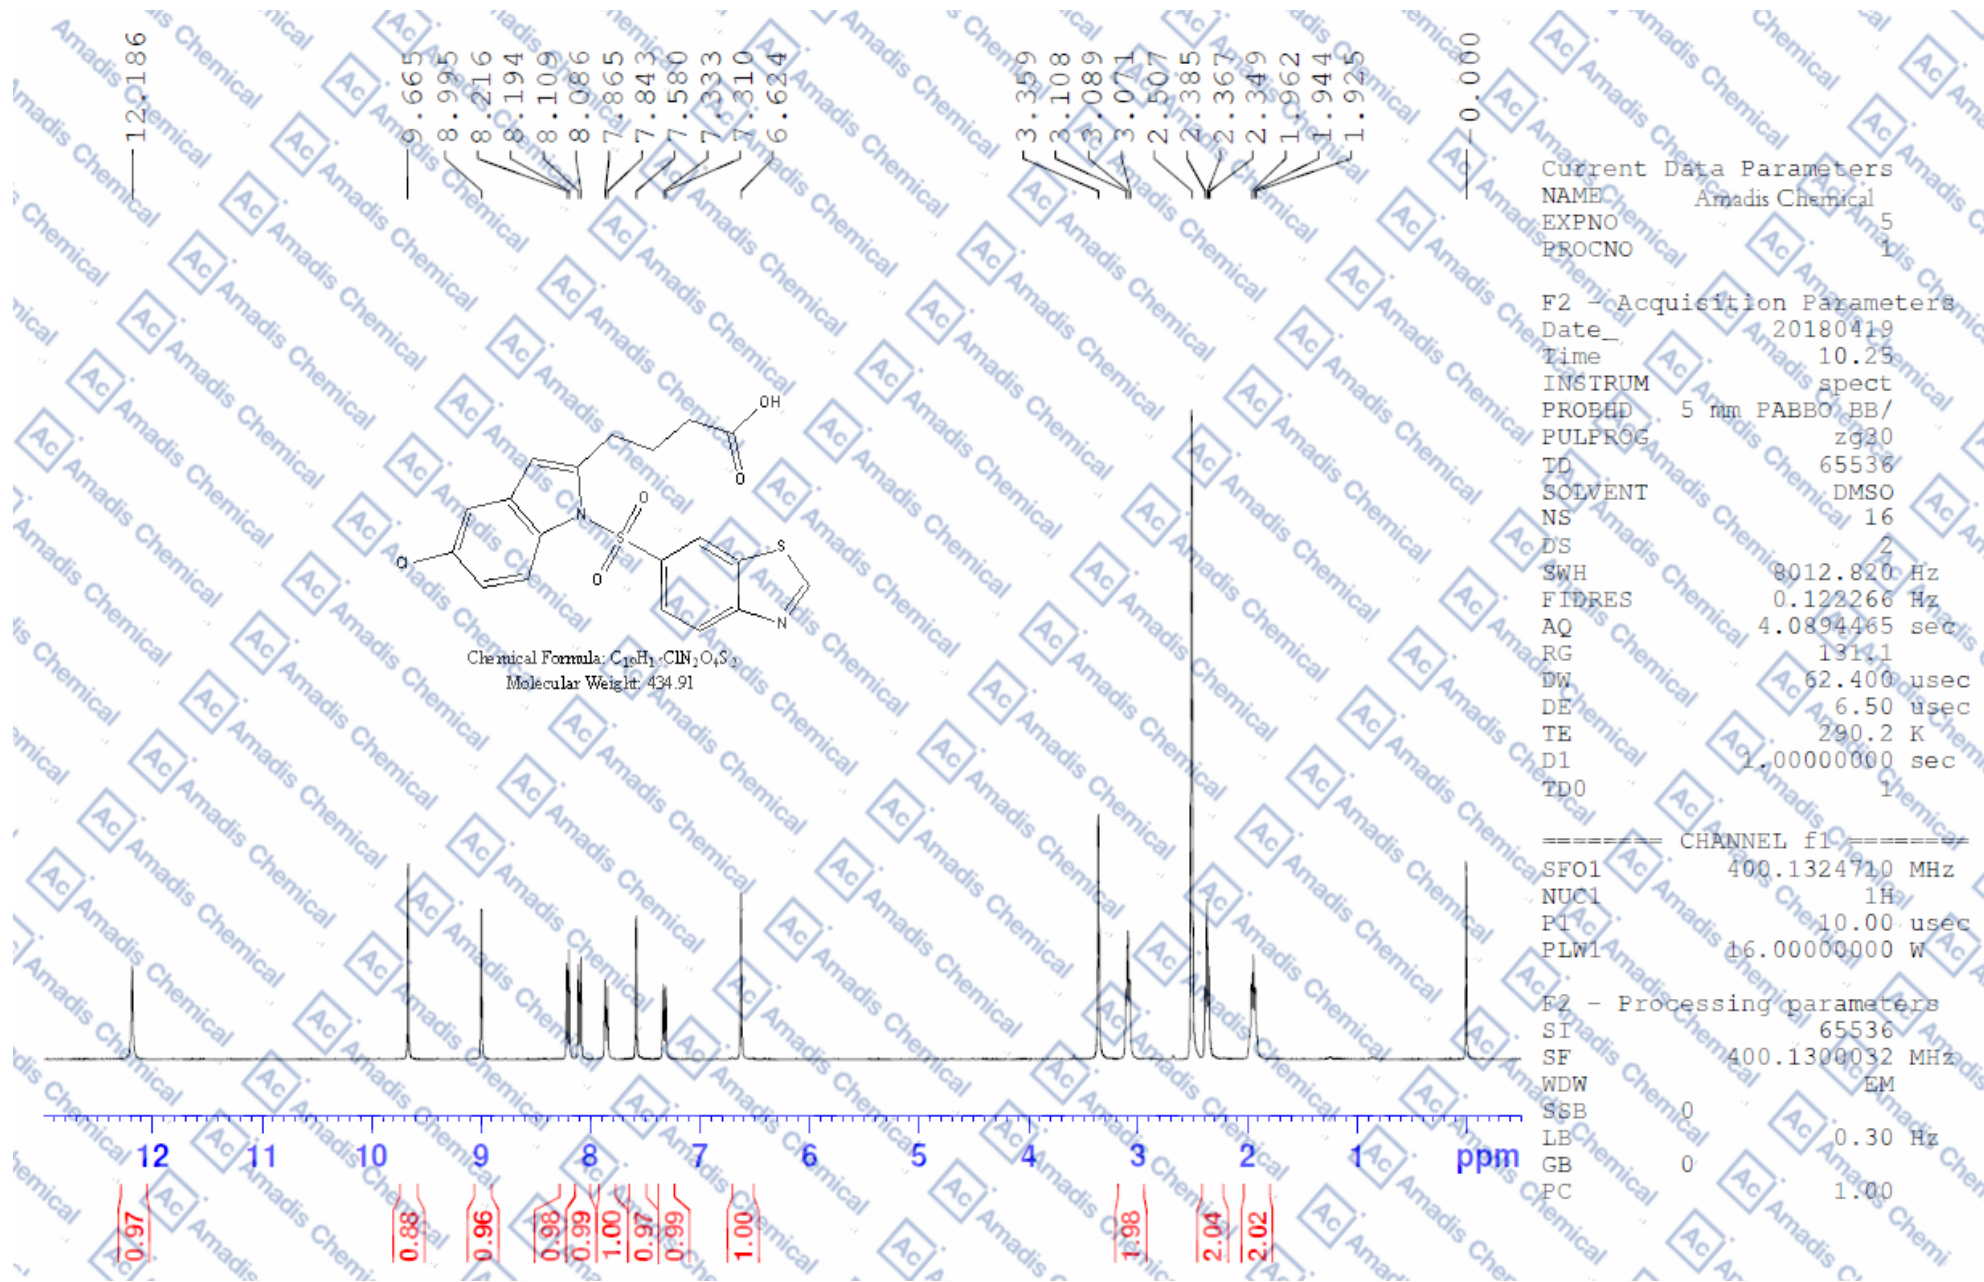 12.186
9.665
8.995
8.216
8.194
8.109
8.086
7.865
7.843
7.580
7.333
7.310
6.624
3.359
3.108
3.089
3.071
2.507
2.385
2.367
2.349
1.962
1.944
1.925
-0.000
Current Data Parameters
NAME Amadis Chemical
EXPNO 5
PROCNO 1
F2 - Acquisition Parameters
Date_ 20180419
Time 10.25
INSTRUM spect
PROBHD 5 mm PABBO BB/
PULPROG zg30
TD 65536
SOLVENT DMSO
NS 16
DS 2
SWH 8012.820 Hz
FIDRES 0.122266 Hz
AQ 4.0894465 sec
RG 131.1
DW 62.400 usec
DE 6.50 usec
TE 290.2 K
D1 1.00000000 sec
TD0 1
======== CHANNEL f1 ========
SFO1 400.1324710 MHz
NUC1 1H
P1 10.00 usec
PLW1 16.00000000 W
F2 - Processing parameters
SI 65536
SF 400.1300032 MHz
WDW EM
SSB 0
LB 0.30 Hz
GB 0
PC 1.00
OH
O
N
O
S
O
Cl
S
N
Molecular Weight: 434.91
12 11 10 9 8 7 6 5 4 3 2 1 ppm
0.97
0.88
0.96
0.98
0.99
1.00
0.97
0.99
1.00
1.98
2.04
2.02
Ac Amadis Chemical